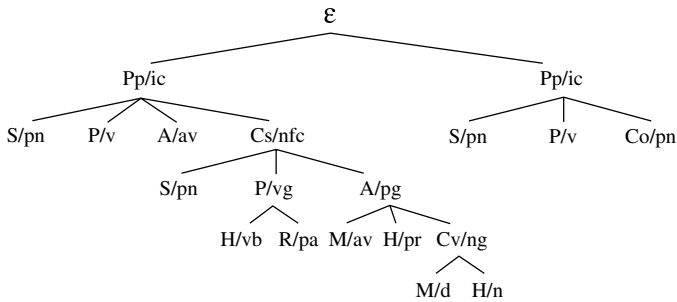 ε
Pp/ic Pp/ic
S/pn P/v A/av Cs/nfc S/pn P/v Co/pn
S/pn P/vg A/pg
H/vb R/pa M/av H/pr Cv/ng
M/d H/n